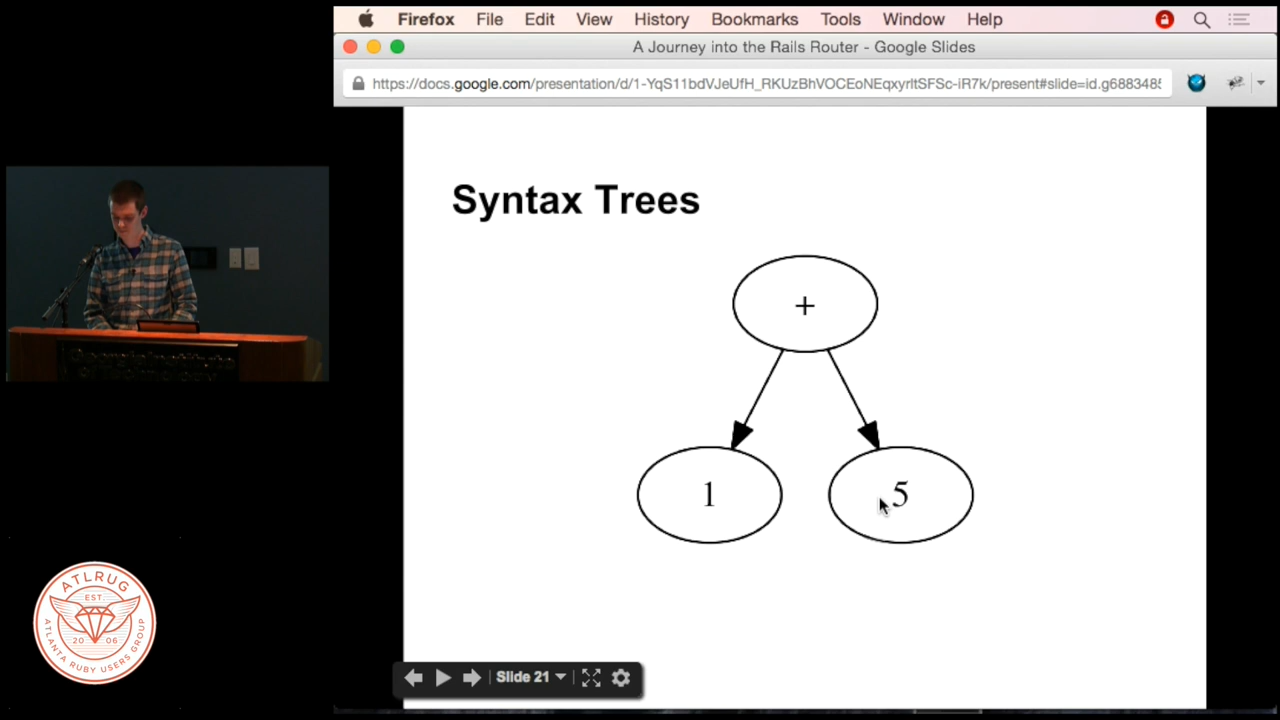 Firefox File Edit View History Bookmarks Tools Window Help
A Journey into the Rails Router - Google Slides
https://docs.google.com/presentation/d/1-YqS11bdVJeUfH_RKUzBhVOCEoNEqxyrltSFSc-iR7k/present#slide=id.g6883485
Syntax Trees
+
1
5
Slide 21
ATLRUG
EST.
20 06
ATLANTA RUBY USERS GROUP